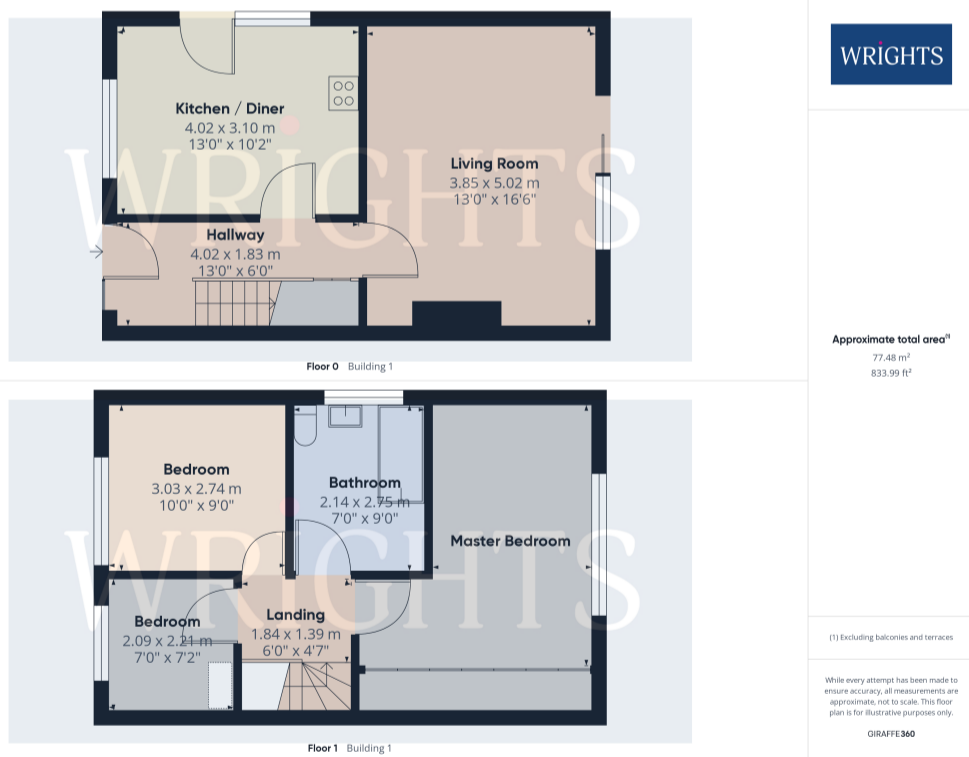 Kitchen / Diner
4.02 x 3.10 m
13'0" x 10'2"
Living Room
3.85 x 5.02 m
13'0" x 16'6"
Hallway
4.02 x 1.83 m
13'0" x 6'0"
WRIGHTS
Floor 0 Building 1
Bedroom
3.03 x 2.74 m
10'0" x 9'0"
Bathroom
2.14 x 2.75 m
7'0" x 9'0"
Master Bedroom
Bedroom
2.09 x 2.21 m
7'0" x 7'2"
Landing
1.84 x 1.39 m
6'0" x 4'7"
WRIGHTS
Floor 1 Building 1
WRIGHTS
Approximate total area⁽¹⁾
77.48 m²
833.99 ft²
(1) Excluding balconies and terraces
While every attempt has been made to
ensure accuracy, all measurements are
approximate, not to scale. This floor
plan is for illustrative purposes only.
GIRAFFE360